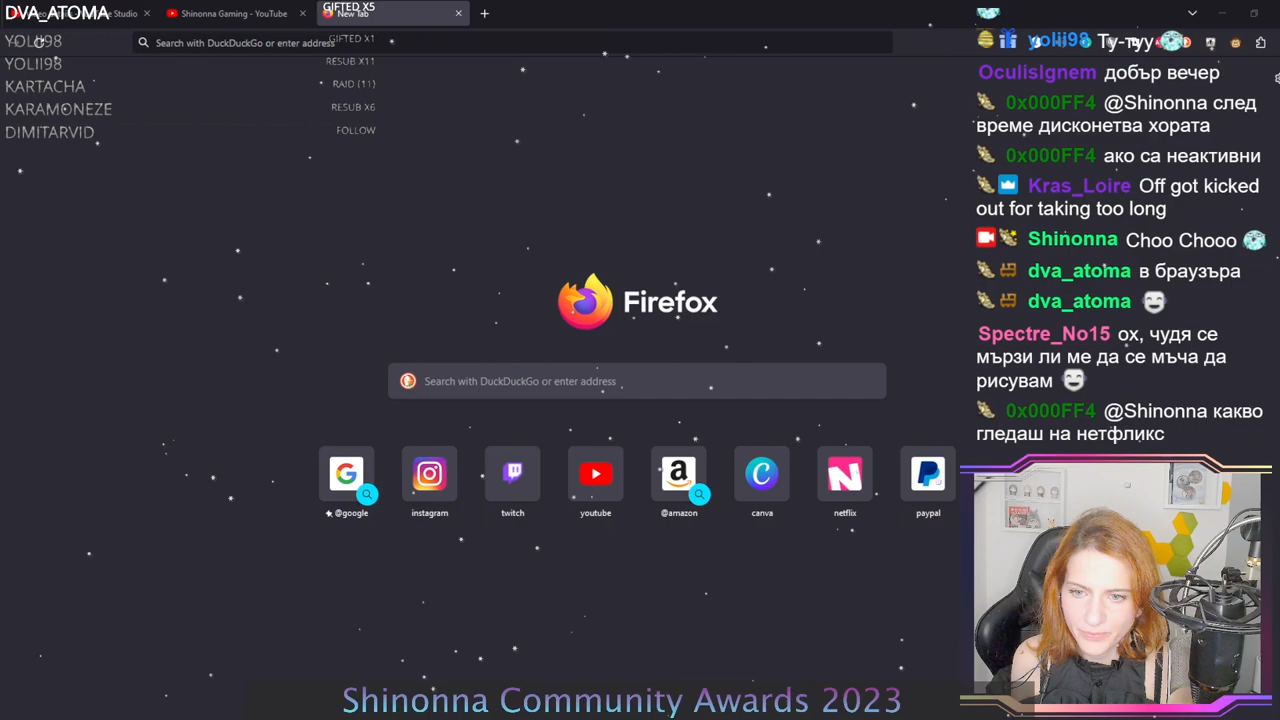 DVA_ATOMA
GIFTED X5
Studio
Shinonna Gaming - YouTube
New Tab
YOLII98
GIFTED X1
Search with DuckDuckGo or enter address
YOLII98
RESUB X11
KARTACHA
RAID (11)
KARAMONEZE
RESUB X6
DIMITARVID
FOLLOW
Firefox
Search with DuckDuckGo or enter address
@google
instagram
twitch
youtube
@amazon
canva
netflix
paypal
yolii98 Ту-туу
OculisIgnem добър вечер
0x000FF4 @Shinonna след
време дисконетва хората
0x000FF4 ако са неактивни
Kras_Loire Off got kicked
out for taking too long
Shinonna Choo Chooo
dva_atoma в браузъра
dva_atoma
Spectre_No15 ох, чудя се
мързи ли ме да се мъча да
рисувам
0x000FF4 @Shinonna какво
гледаш на нетфликс
Shinonna Community Awards 2023